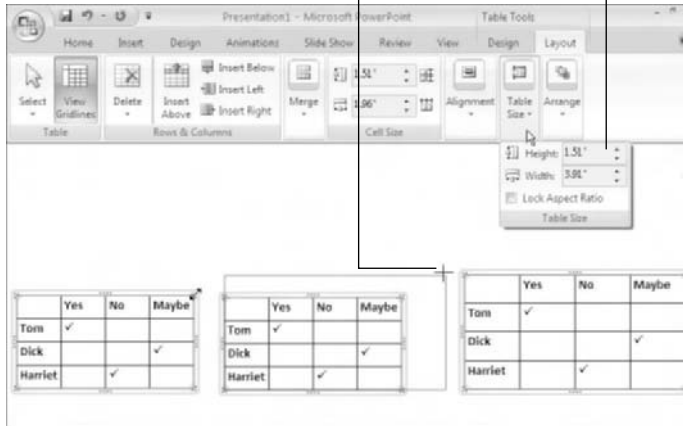 Presentation1 - Microsoft PowerPoint Table Tools
Home Insert Design Animations Slide Show Review View Design Layout
Select View Gridlines Delete Insert Above Insert Below Insert Left Insert Right Merge 1.51" 1.96" Alignment Table Size Arrange
Table Rows & Columns Cell Size
Height: 1.51"
Width: 3.91"
Lock Aspect Ratio
Table Size
Yes No Maybe
Tom ✓
Dick ✓
Harriet ✓
Yes No Maybe
Tom ✓
Dick ✓
Harriet ✓
Yes No Maybe
Tom ✓
Dick ✓
Harriet ✓